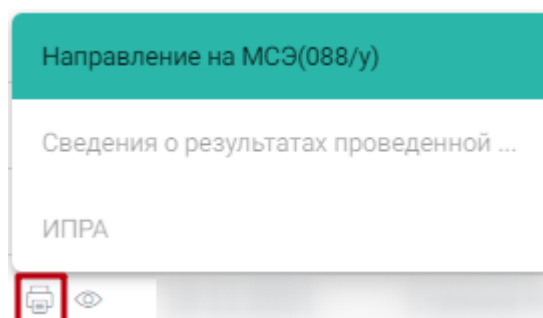 Направление на МСЭ(088/у)
Сведения о результатах проведенной ...
ИПРА